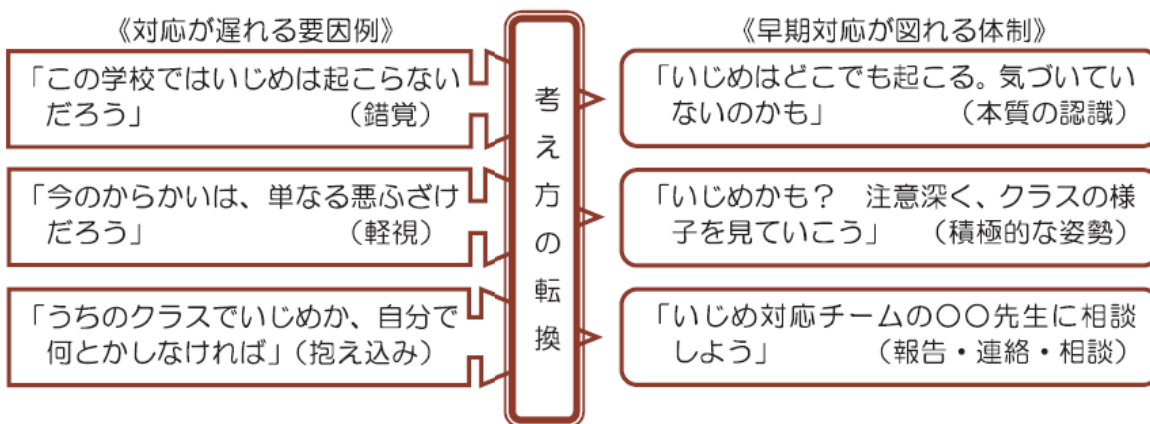 《対応が遅れる要因例》
「この学校ではいじめは起こらない
だろう」 (錯覚)
「今のからかいは、単なる悪ふざけ
だろう」 (軽視)
「うちのクラスでいじめか、自分で
何とかしなければ」(抱え込み)
考え方の転換
《早期対応が図れる体制》
「いじめはどこでも起こる。気づいてい
ないのかも」 (本質の認識)
「いじめかも? 注意深く、クラスの様
子を見ていこう」 (積極的な姿勢)
「いじめ対応チームの〇〇先生に相談
しよう」 (報告・連絡・相談)